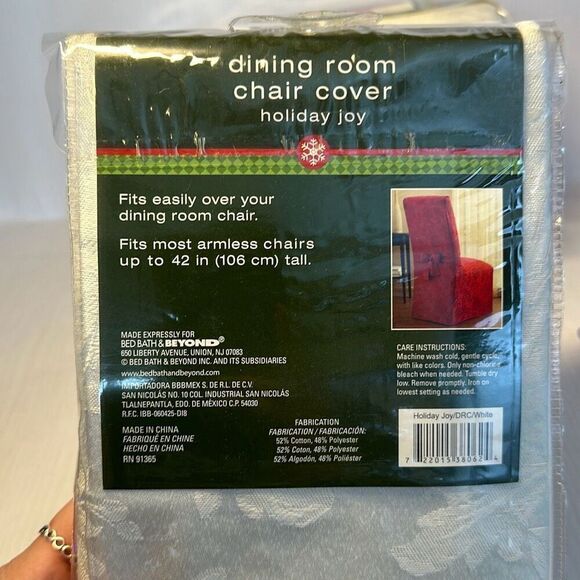 dining room
chair cover
holiday joy
Fits easily over your
dining room chair.
Fits most armless chairs
up to 42 in (106 cm) tall.
MADE EXPRESSLY FOR
BED BATH & BEYOND®
650 LIBERTY AVENUE, UNION, NJ 07083
© BED BATH & BEYOND INC. AND ITS SUBSIDIARIES
www.bedbathandbeyond.com
IMPORTADORA BBBMEX S. DE R.L. DE C.V.
SAN NICOLÁS NO. 10 COL. INDUSTRIAL SAN NICOLÁS
TLALNEPANTLA, EDO. DE MÉXICO C.P. 54030
R.F.C. IBB-060425-DI8
MADE IN CHINA
FABRIQUÉ EN CHINE
HECHO EN CHINA
RN 91365
FABRICATION
FABRICATION / FABRICACIÓN:
52% Cotton, 48% Polyester
52% Coton, 48% Polyester
52% Algodón, 48% Poliéster
CARE INSTRUCTIONS:
Machine wash cold, gentle cycle,
with like colors. Only non-chlorine
bleach when needed. Tumble dry
low. Remove promptly. Iron on
lowest setting as needed.
Holiday Joy/DRC/White
7 22015 38062 4